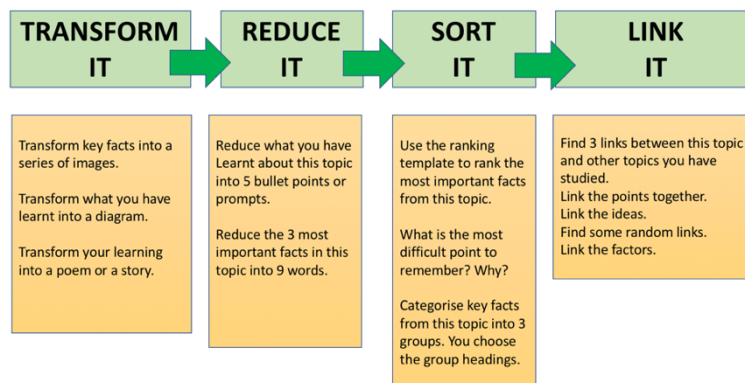 TRANSFORM
IT
REDUCE
IT
SORT
IT
LINK
IT
Transform key facts into a
series of images.
Transform what you have
learnt into a diagram.
Transform your learning
into a poem or a story.
Reduce what you have
Learnt about this topic
into 5 bullet points or
prompts.
Reduce the 3 most
important facts in this
topic into 9 words.
Use the ranking
template to rank the
most important facts
from this topic.
What is the most
difficult point to
remember? Why?
Categorise key facts
from this topic into 3
groups. You choose
the group headings.
Find 3 links between this topic
and other topics you have
studied.
Link the points together.
Link the ideas.
Find some random links.
Link the factors.